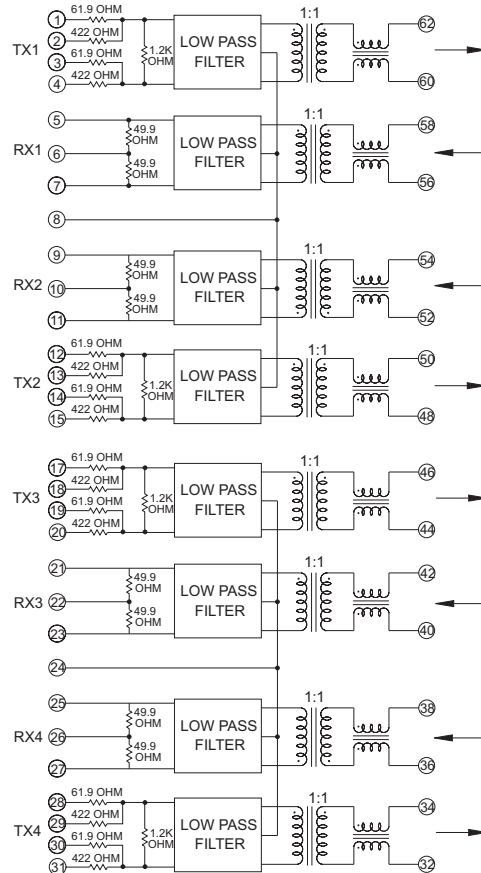 TX1
1
61.9 OHM
2
422 OHM
3
61.9 OHM
4
422 OHM
1.2K
OHM
LOW PASS
FILTER
1:1
62
60
RX1
5
6
7
49.9
OHM
49.9
OHM
LOW PASS
FILTER
1:1
58
56
8
RX2
9
10
11
49.9
OHM
49.9
OHM
LOW PASS
FILTER
1:1
54
52
TX2
12
61.9 OHM
13
422 OHM
14
61.9 OHM
15
422 OHM
1.2K
OHM
LOW PASS
FILTER
1:1
50
48
TX3
17
61.9 OHM
18
422 OHM
19
61.9 OHM
20
422 OHM
1.2K
OHM
LOW PASS
FILTER
1:1
46
44
RX3
21
22
23
49.9
OHM
49.9
OHM
LOW PASS
FILTER
1:1
42
40
24
RX4
25
26
27
49.9
OHM
49.9
OHM
LOW PASS
FILTER
1:1
38
36
TX4
28
61.9 OHM
29
422 OHM
30
61.9 OHM
31
422 OHM
1.2K
OHM
LOW PASS
FILTER
1:1
34
32